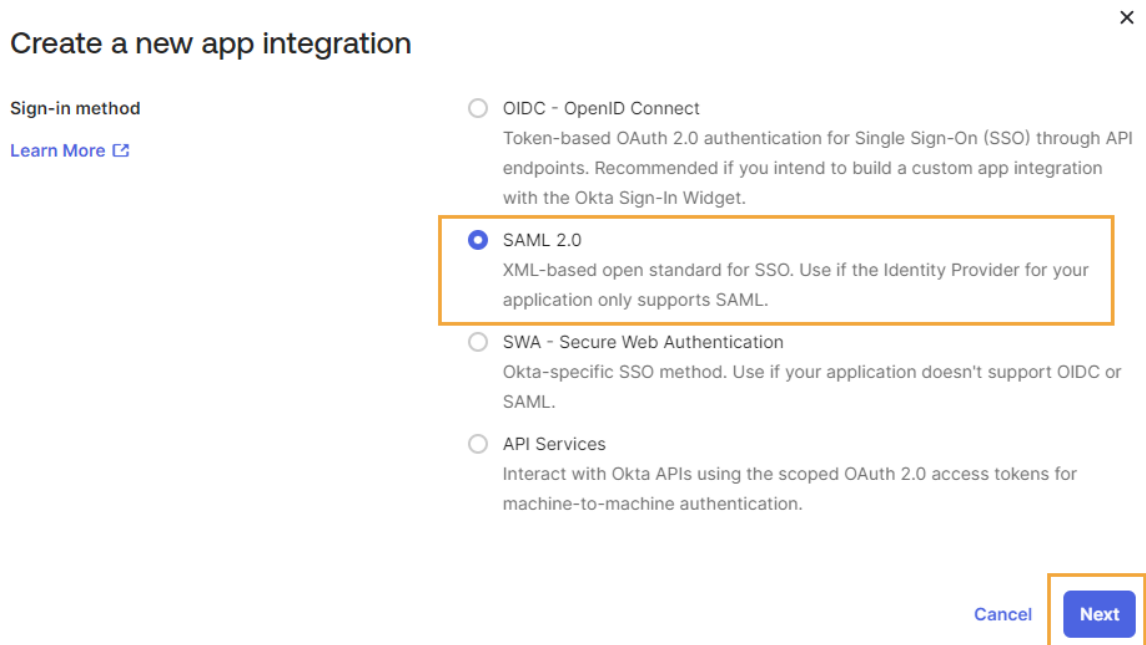 Create a new app integration
Sign-in method
Learn More
OIDC - OpenID Connect
Token-based OAuth 2.0 authentication for Single Sign-On (SSO) through API
endpoints. Recommended if you intend to build a custom app integration
with the Okta Sign-In Widget.
SAML 2.0
XML-based open standard for SSO. Use if the Identity Provider for your
application only supports SAML.
SWA - Secure Web Authentication
Okta-specific SSO method. Use if your application doesn't support OIDC or
SAML.
API Services
Interact with Okta APIs using the scoped OAuth 2.0 access tokens for
machine-to-machine authentication.
Cancel
Next